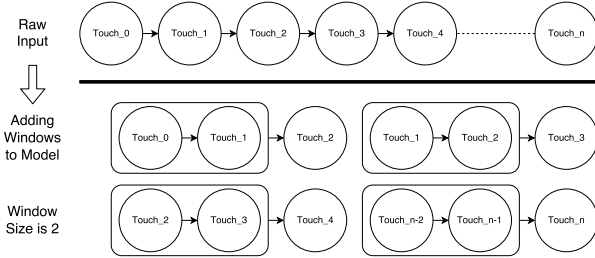 Raw
Input
Touch_0 Touch_1 Touch_2 Touch_3 Touch_4 Touch_n
Adding
Windows
to Model
Touch_0 Touch_1 Touch_2 Touch_1 Touch_2 Touch_3
Window
Size is 2
Touch_2 Touch_3 Touch_4 Touch_n-2 Touch_n-1 Touch_n